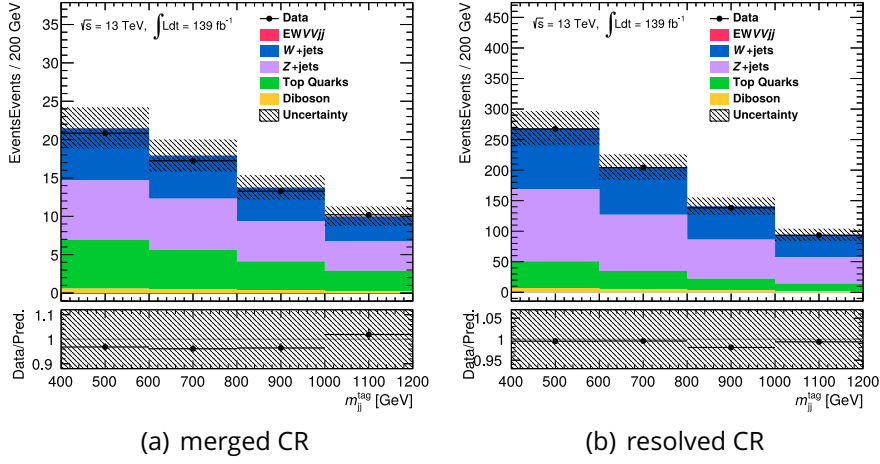 √s = 13 TeV, ∫Ldt = 139 fb⁻¹
Data
EWVVjj
W+jets
Z+jets
Top Quarks
Diboson
Uncertainty
EventsEvents / 200 GeV
35
30
25
20
15
10
5
0
Data/Pred.
1.1
1
0.9
400 500 600 700 800 900 1000 1100 1200
m_jj^tag [GeV]
(a) merged CR
√s = 13 TeV, ∫Ldt = 139 fb⁻¹
Data
EWVVjj
W+jets
Z+jets
Top Quarks
Diboson
Uncertainty
EventsEvents / 200 GeV
450
400
350
300
250
200
150
100
50
0
Data/Pred.
1.05
1
0.95
400 500 600 700 800 900 1000 1100 1200
m_jj^tag [GeV]
(b) resolved CR